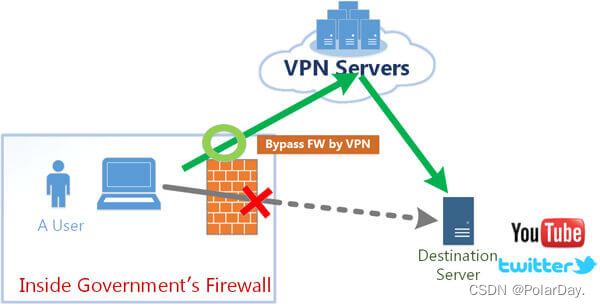 VPN Servers
Bypass FW by VPN
A User
Destination
Server
YouTube
twitter
Inside Government's Firewall
CSDN @PolarDay.